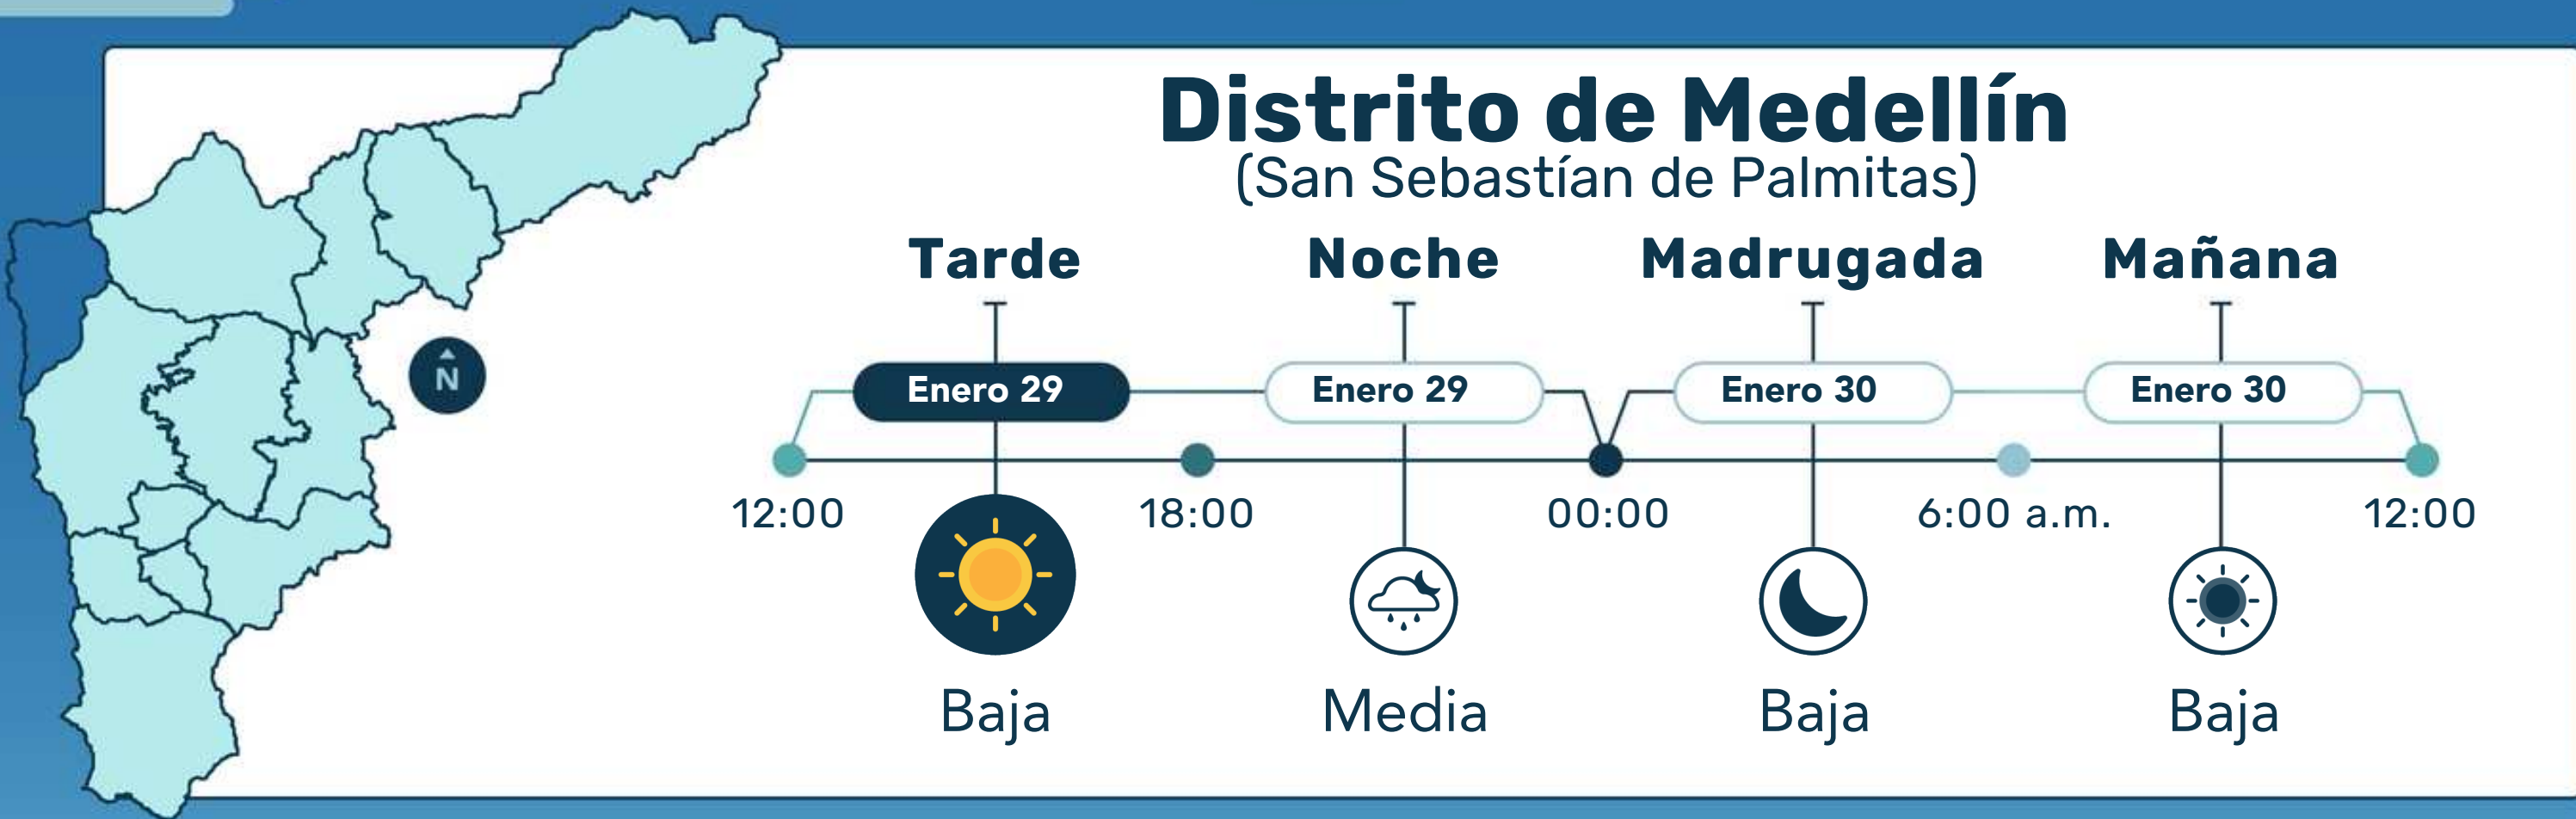 Distrito de Medellín
(San Sebastían de Palmitas)
Tarde Noche Madrugada Mañana
Enero 29 Enero 29 Enero 30 Enero 30
N
12:00 18:00 00:00 6:00 a.m. 12:00
Baja Media Baja Baja